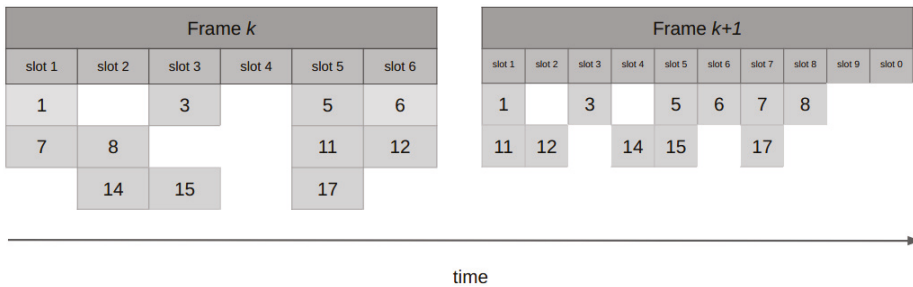 Frame k
Frame k+1
slot 1 slot 2 slot 3 slot 4 slot 5 slot 6
slot 1 slot 2 slot 3 slot 4 slot 5 slot 6 slot 7 slot 8 slot 9 slot 0
1 3 5 6
1 3 5 6 7 8
7 8 11 12
11 12 14 15 17
14 15 17
time